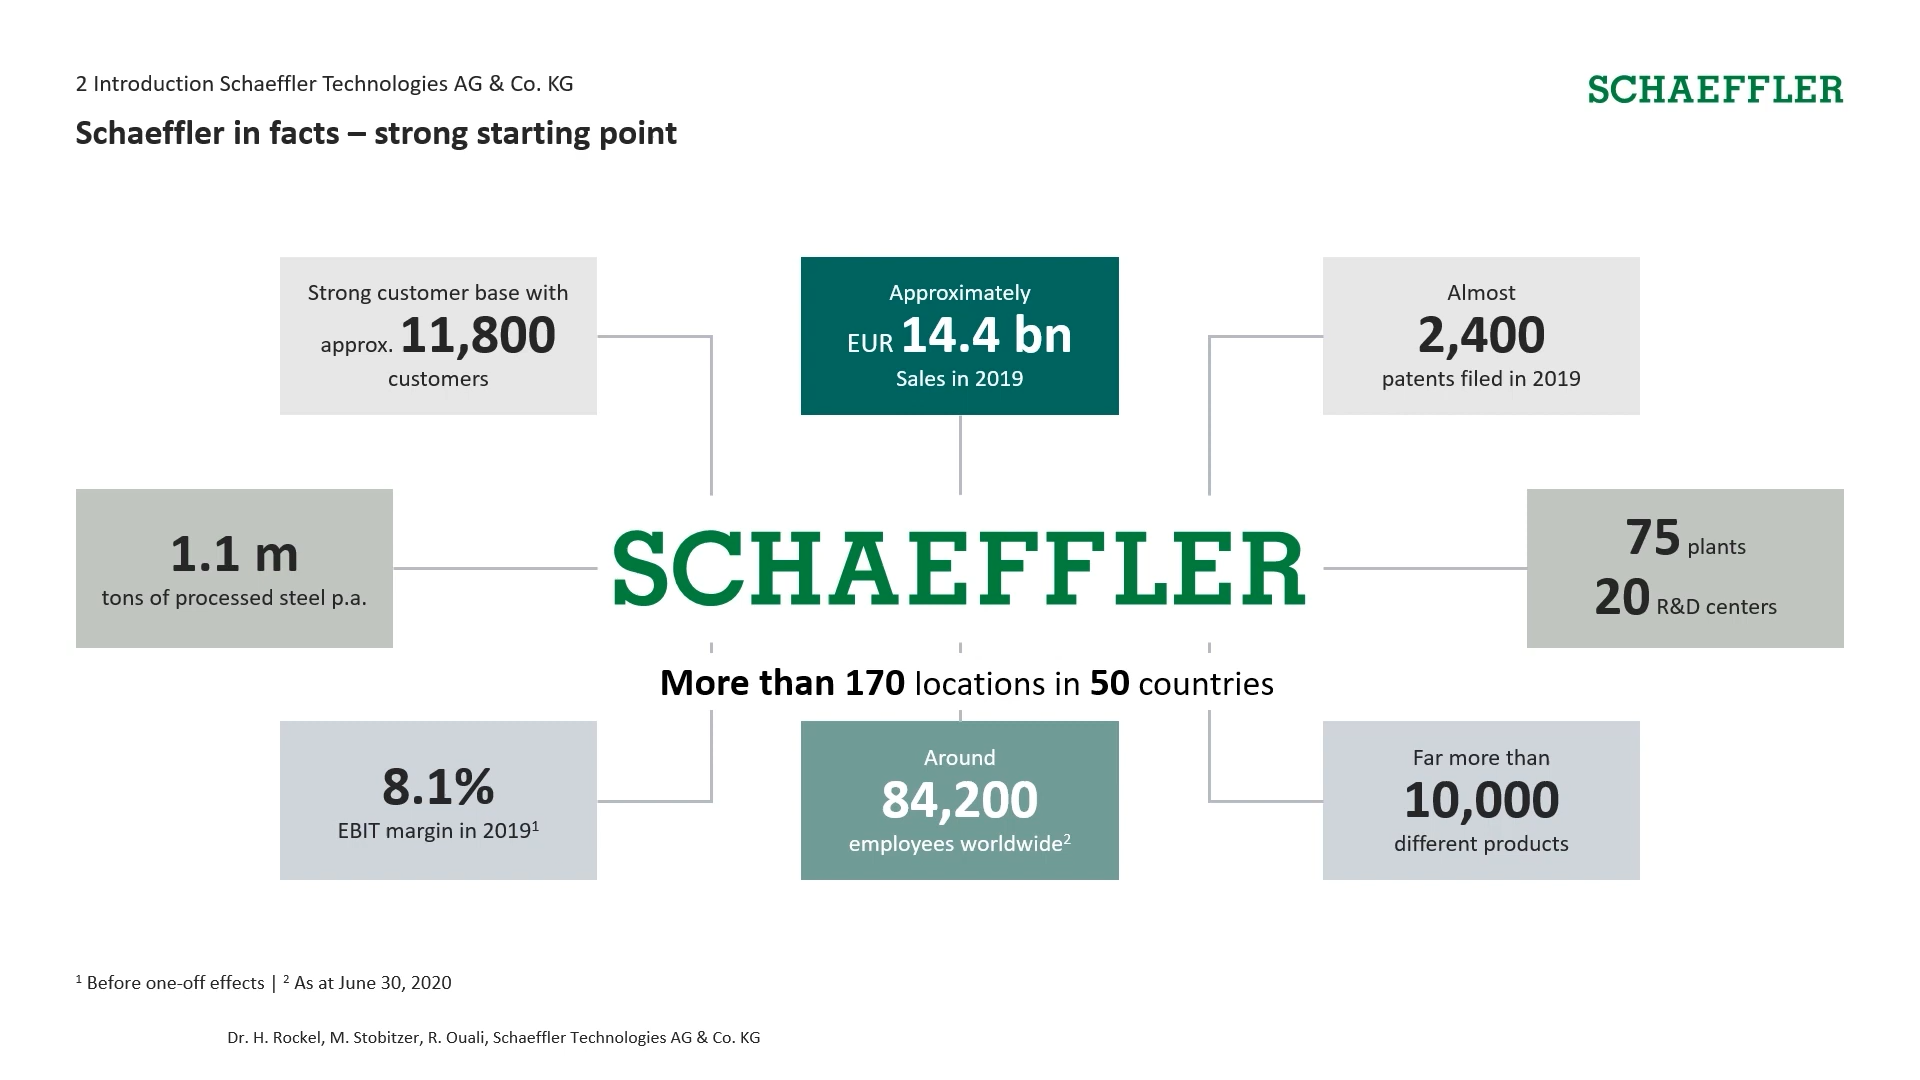 2 Introduction Schaeffler Technologies AG & Co. KG
SCHAEFFLER
Schaeffler in facts – strong starting point
Strong customer base with
approx. 11,800
customers
Approximately
EUR 14.4 bn
Sales in 2019
Almost
2,400
patents filed in 2019
1.1 m
tons of processed steel p.a.
SCHAEFFLER
75 plants
20 R&D centers
More than 170 locations in 50 countries
8.1%
EBIT margin in 2019¹
Around
84,200
employees worldwide²
Far more than
10,000
different products
¹ Before one-off effects | ² As at June 30, 2020
Dr. H. Rockel, M. Stobitzer, R. Ouali, Schaeffler Technologies AG & Co. KG